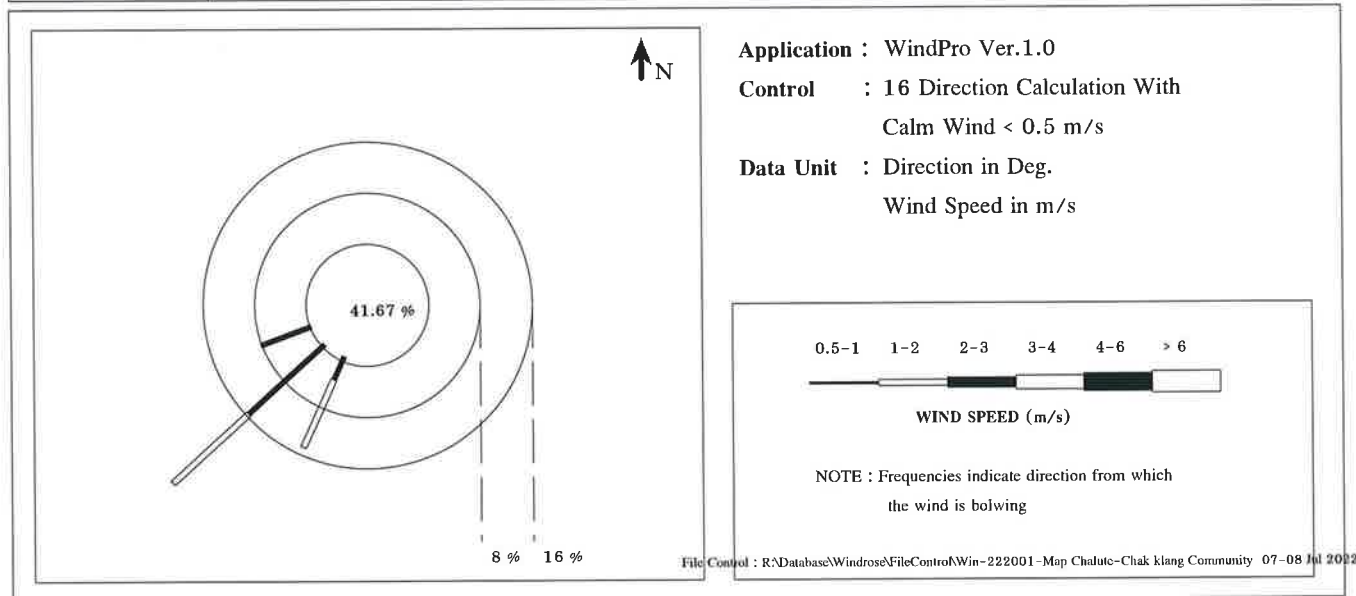 N
41.67 %
8 % 16 %
Application : WindPro Ver.1.0
Control : 16 Direction Calculation With
Calm Wind < 0.5 m/s
Data Unit : Direction in Deg.
Wind Speed in m/s
0.5-1 1-2 2-3 3-4 4-6 > 6
WIND SPEED (m/s)
NOTE : Frequencies indicate direction from which
the wind is bolwing
File Control : R:\Database\Windrose\FileControl\Win-222001-Map Chalute-Chak klang Community 07-08 Jul 2022